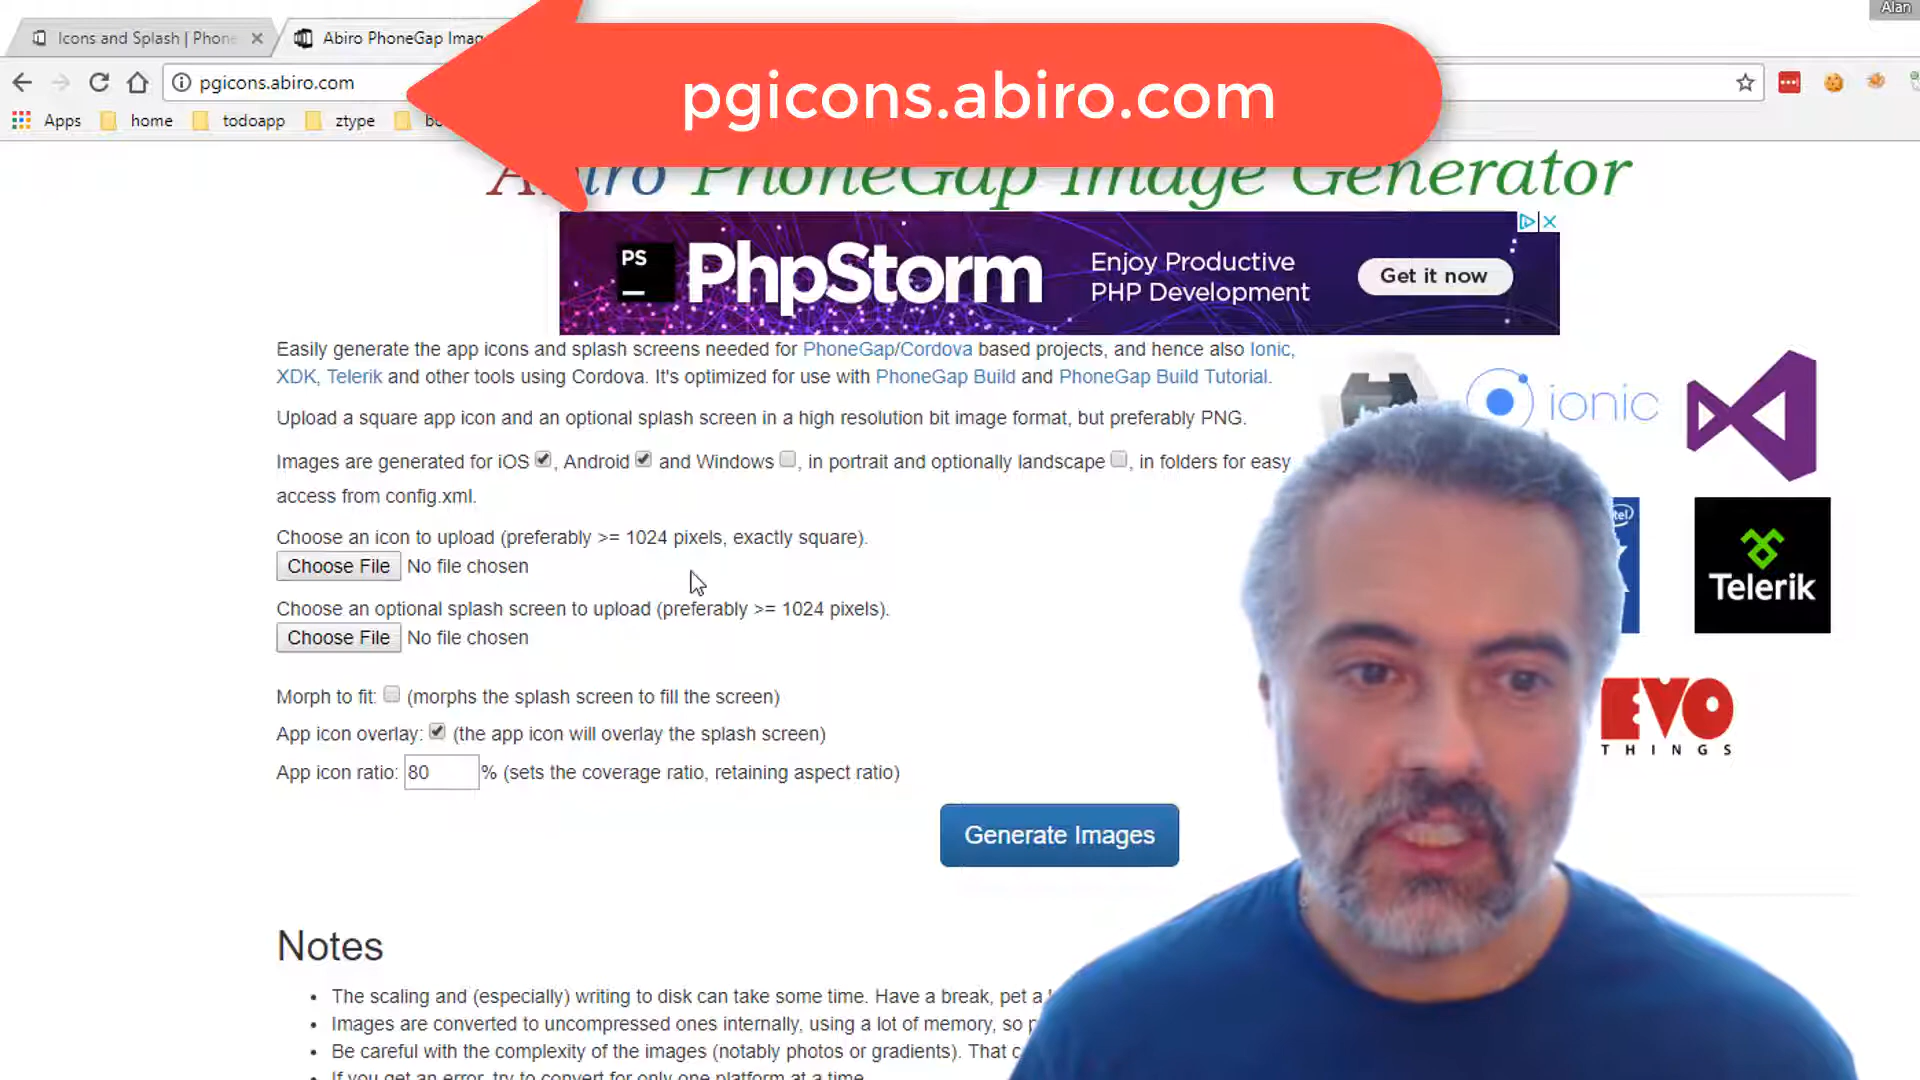 Alan
Icons and Splash | Phone
Abiro PhoneGap Imag
pgicons.abiro.com
pgicons.abiro.com
Apps home todoapp ztype
Abiro PhoneGap Image Generator
PS
PhpStorm
Enjoy Productive
PHP Development
Get it now
Easily generate the app icons and splash screens needed for PhoneGap/Cordova based projects, and hence also Ionic,
XDK, Telerik and other tools using Cordova. It's optimized for use with PhoneGap Build and PhoneGap Build Tutorial.
Upload a square app icon and an optional splash screen in a high resolution bit image format, but preferably PNG.
Images are generated for iOS , Android and Windows , in portrait and optionally landscape , in folders for easy
access from config.xml.
ionic
Choose an icon to upload (preferably >= 1024 pixels, exactly square).
Choose File No file chosen
Choose an optional splash screen to upload (preferably >= 1024 pixels).
Choose File No file chosen
Telerik
Morph to fit: (morphs the splash screen to fill the screen)
App icon overlay: (the app icon will overlay the splash screen)
App icon ratio: 80 % (sets the coverage ratio, retaining aspect ratio)
EVO
THINGS
Generate Images
Notes
• The scaling and (especially) writing to disk can take some time. Have a break, pet a
• Images are converted to uncompressed ones internally, using a lot of memory, so
• Be careful with the complexity of the images (notably photos or gradients). That
• If you get an error, try to convert for only one platform at a time